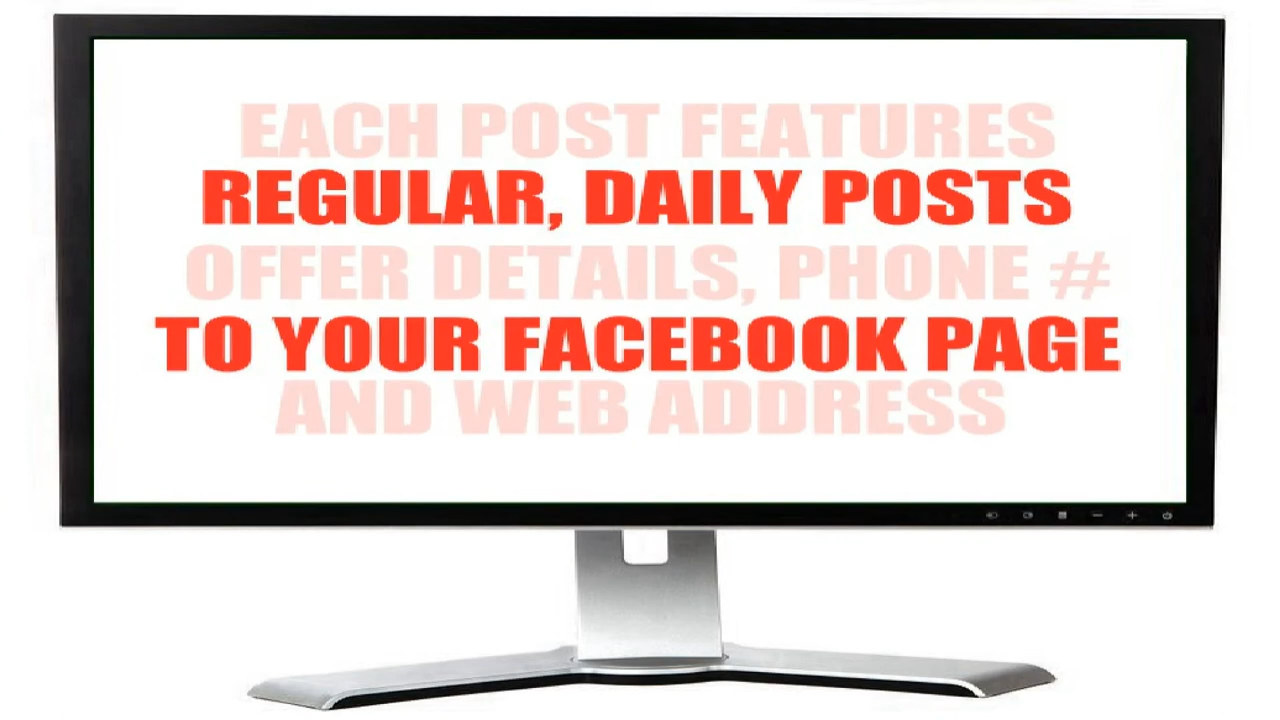 EACH POST FEATURES
REGULAR, DAILY POSTS
OFFER DETAILS, PHONE #
TO YOUR FACEBOOK PAGE
AND WEB ADDRESS